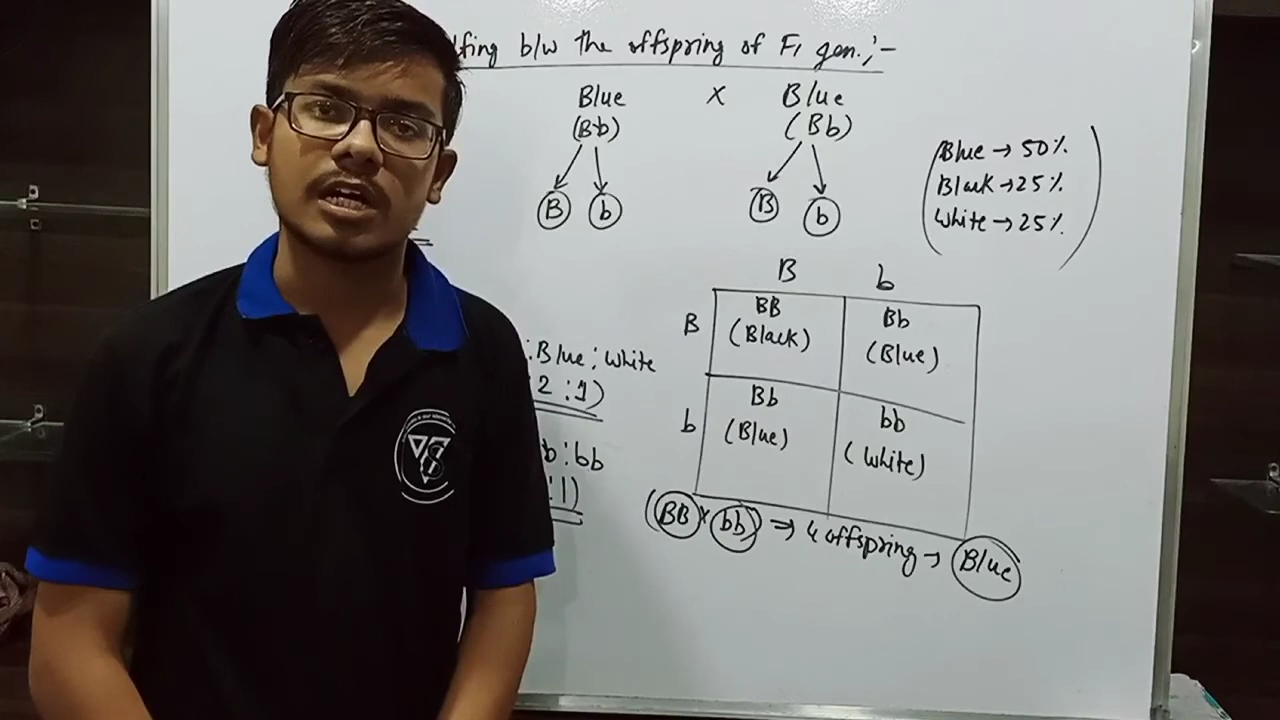 b/w the offspring of F1 gen.;-
Blue x Blue
(Bb) (Bb)
B b B b
Blue → 50%
Black → 25%
White → 25%
B b
B BB Bb
(Black) (Blue)
b Bb bb
(Blue) (White)
:Blue:White
2:1)
b:bb
:1)
(BB x bb) ⇒ 4 offspring → Blue